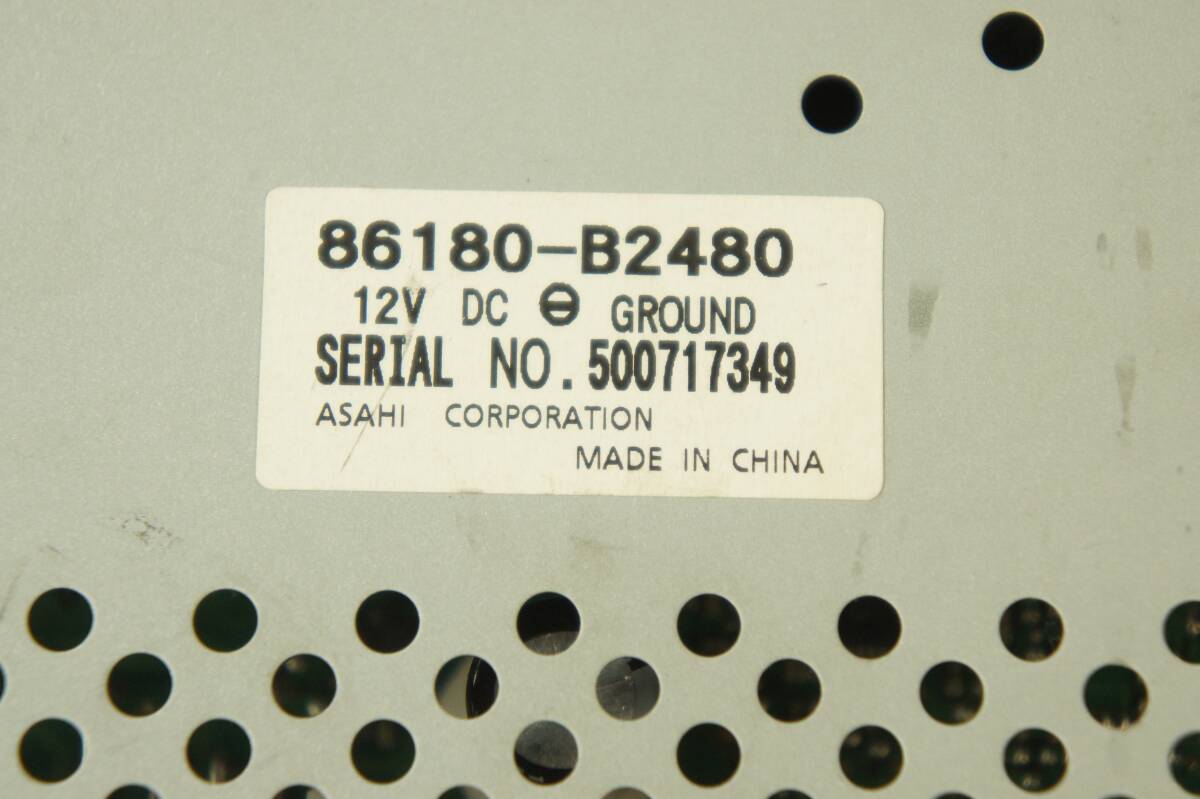 86180-B2480
12V DC ⊖ GROUND
SERIAL NO.500717349
ASAHI CORPORATION
MADE IN CHINA